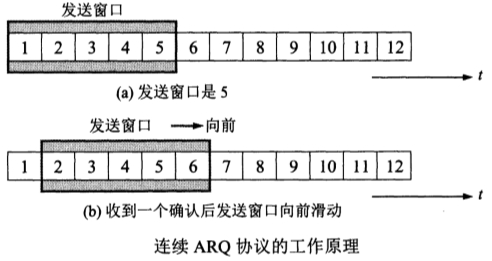 发送窗口
1 2 3 4 5 6 7 8 9 10 11 12
t
(a) 发送窗口是 5
发送窗口 向前
1 2 3 4 5 6 7 8 9 10 11 12
t
(b) 收到一个确认后发送窗口向前滑动
连续 ARQ 协议的工作原理